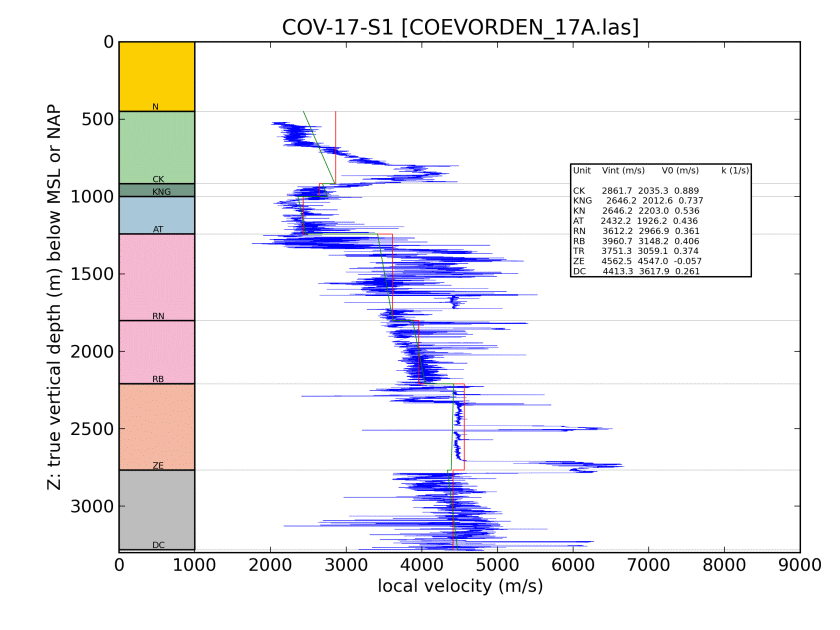 COV-17-S1 [COEVORDEN_17A.las]
Z: true vertical depth (m) below MSL or NAP
0
500
1000
1500
2000
2500
3000
N
CK
KNG
AT
RN
RB
ZE
DC
Unit Vint (m/s) V0 (m/s) k (1/s)
CK 2861.7 2035.3 0.889
KNG 2646.2 2012.6 0.737
KN 2646.2 2203.0 0.536
AT 2432.2 1926.2 0.436
RN 3612.2 2966.9 0.361
RB 3960.7 3148.2 0.406
TR 3751.3 3059.1 0.374
ZE 4562.5 4547.0 -0.057
DC 4413.3 3617.9 0.261
0 1000 2000 3000 4000 5000 6000 7000 8000 9000
local velocity (m/s)